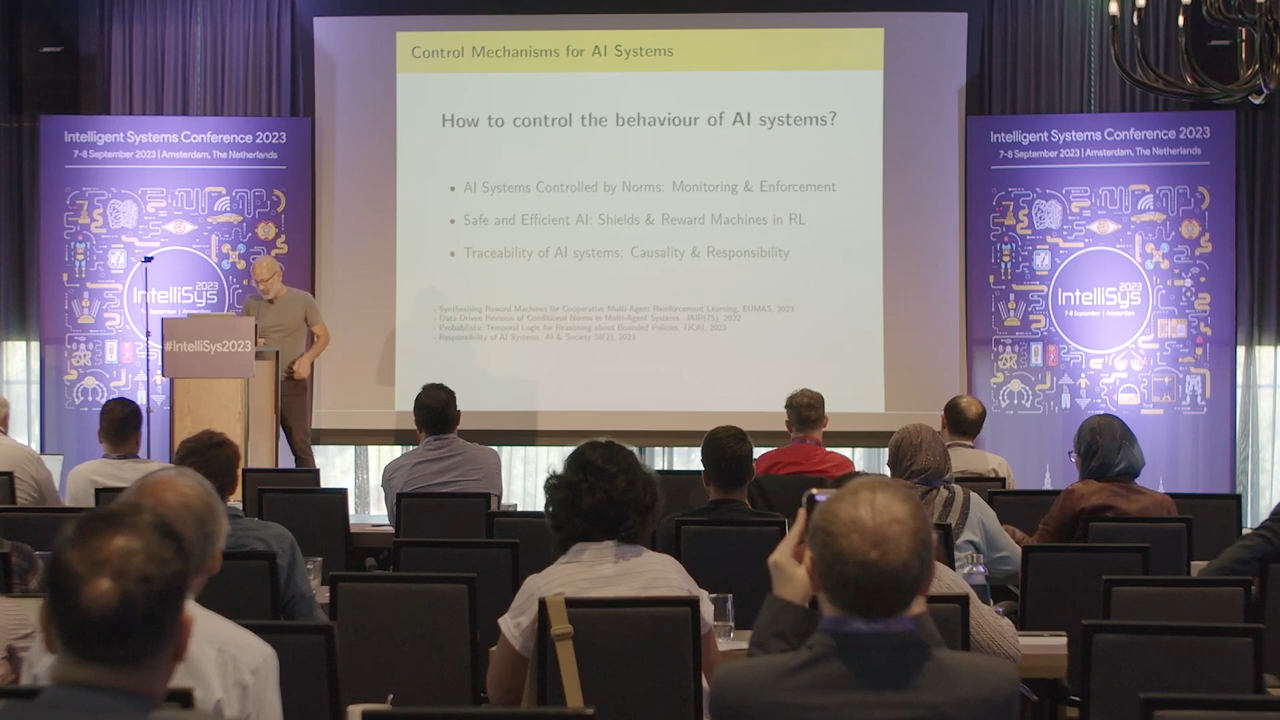 Control Mechanisms for AI Systems
How to control the behaviour of AI systems?
• AI Systems Controlled by Norms: Monitoring & Enforcement
• Safe and Efficient AI: Shields & Reward Machines in RL
• Traceability of AI systems: Causality & Responsibility
- Synthesising Reward Machines for Cooperative Multi-Agent Reinforcement Learning, EUMAS, 2023
- Data-Driven Revision of Conditional Norms in Multi-Agent Systems. JAIR(75), 2022
- Probabilistic Temporal Logic for Reasoning about Bounded Policies. IJCAI, 2023
- Responsibility of AI Systems. AI & Society 38(2), 2023
Intelligent Systems Conference 2023
7-8 September 2023 | Amsterdam, The Netherlands
2023
IntelliSys
7-8 September | Amsterdam
#IntelliSys2023
Intelligent Systems Conference 2023
7-8 September 2023 | Amsterdam, The Netherlands
2023
IntelliSys
7-8 September | Amsterdam